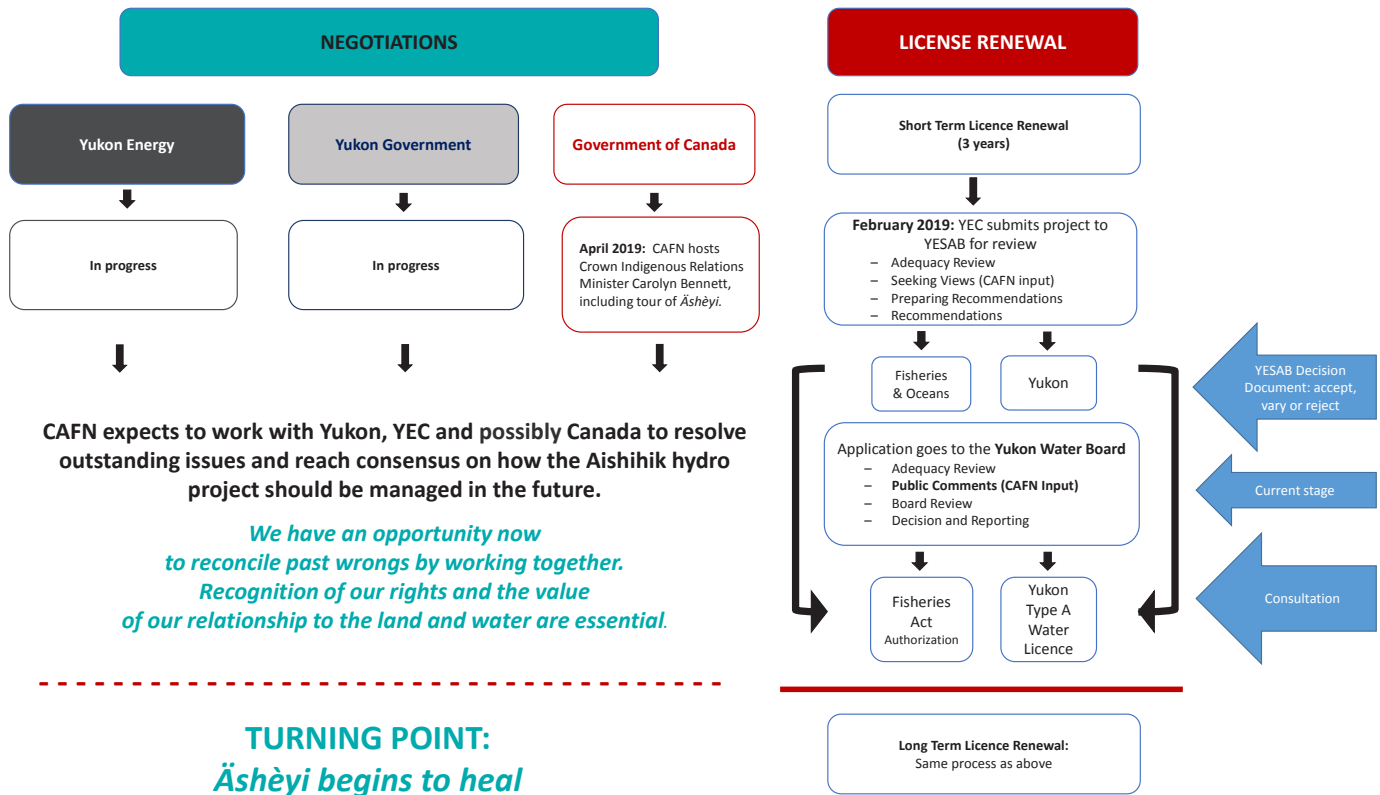 NEGOTIATIONS
Yukon Energy
Yukon Government
Government of Canada
In progress
In progress
April 2019: CAFN hosts
Crown Indigenous Relations
Minister Carolyn Bennett,
including tour of Äshèyi.
CAFN expects to work with Yukon, YEC and possibly Canada to resolve
outstanding issues and reach consensus on how the Aishihik hydro
project should be managed in the future.
We have an opportunity now
to reconcile past wrongs by working together.
Recognition of our rights and the value
of our relationship to the land and water are essential.
TURNING POINT:
Äshèyi begins to heal
LICENSE RENEWAL
Short Term Licence Renewal
(3 years)
February 2019: YEC submits project to
YESAB for review
– Adequacy Review
– Seeking Views (CAFN input)
– Preparing Recommendations
– Recommendations
Fisheries
& Oceans
Yukon
YESAB Decision
Document: accept,
vary or reject
Application goes to the Yukon Water Board
– Adequacy Review
– Public Comments (CAFN Input)
– Board Review
– Decision and Reporting
Current stage
Fisheries
Act
Authorization
Yukon
Type A
Water
Licence
Consultation
Long Term Licence Renewal:
Same process as above